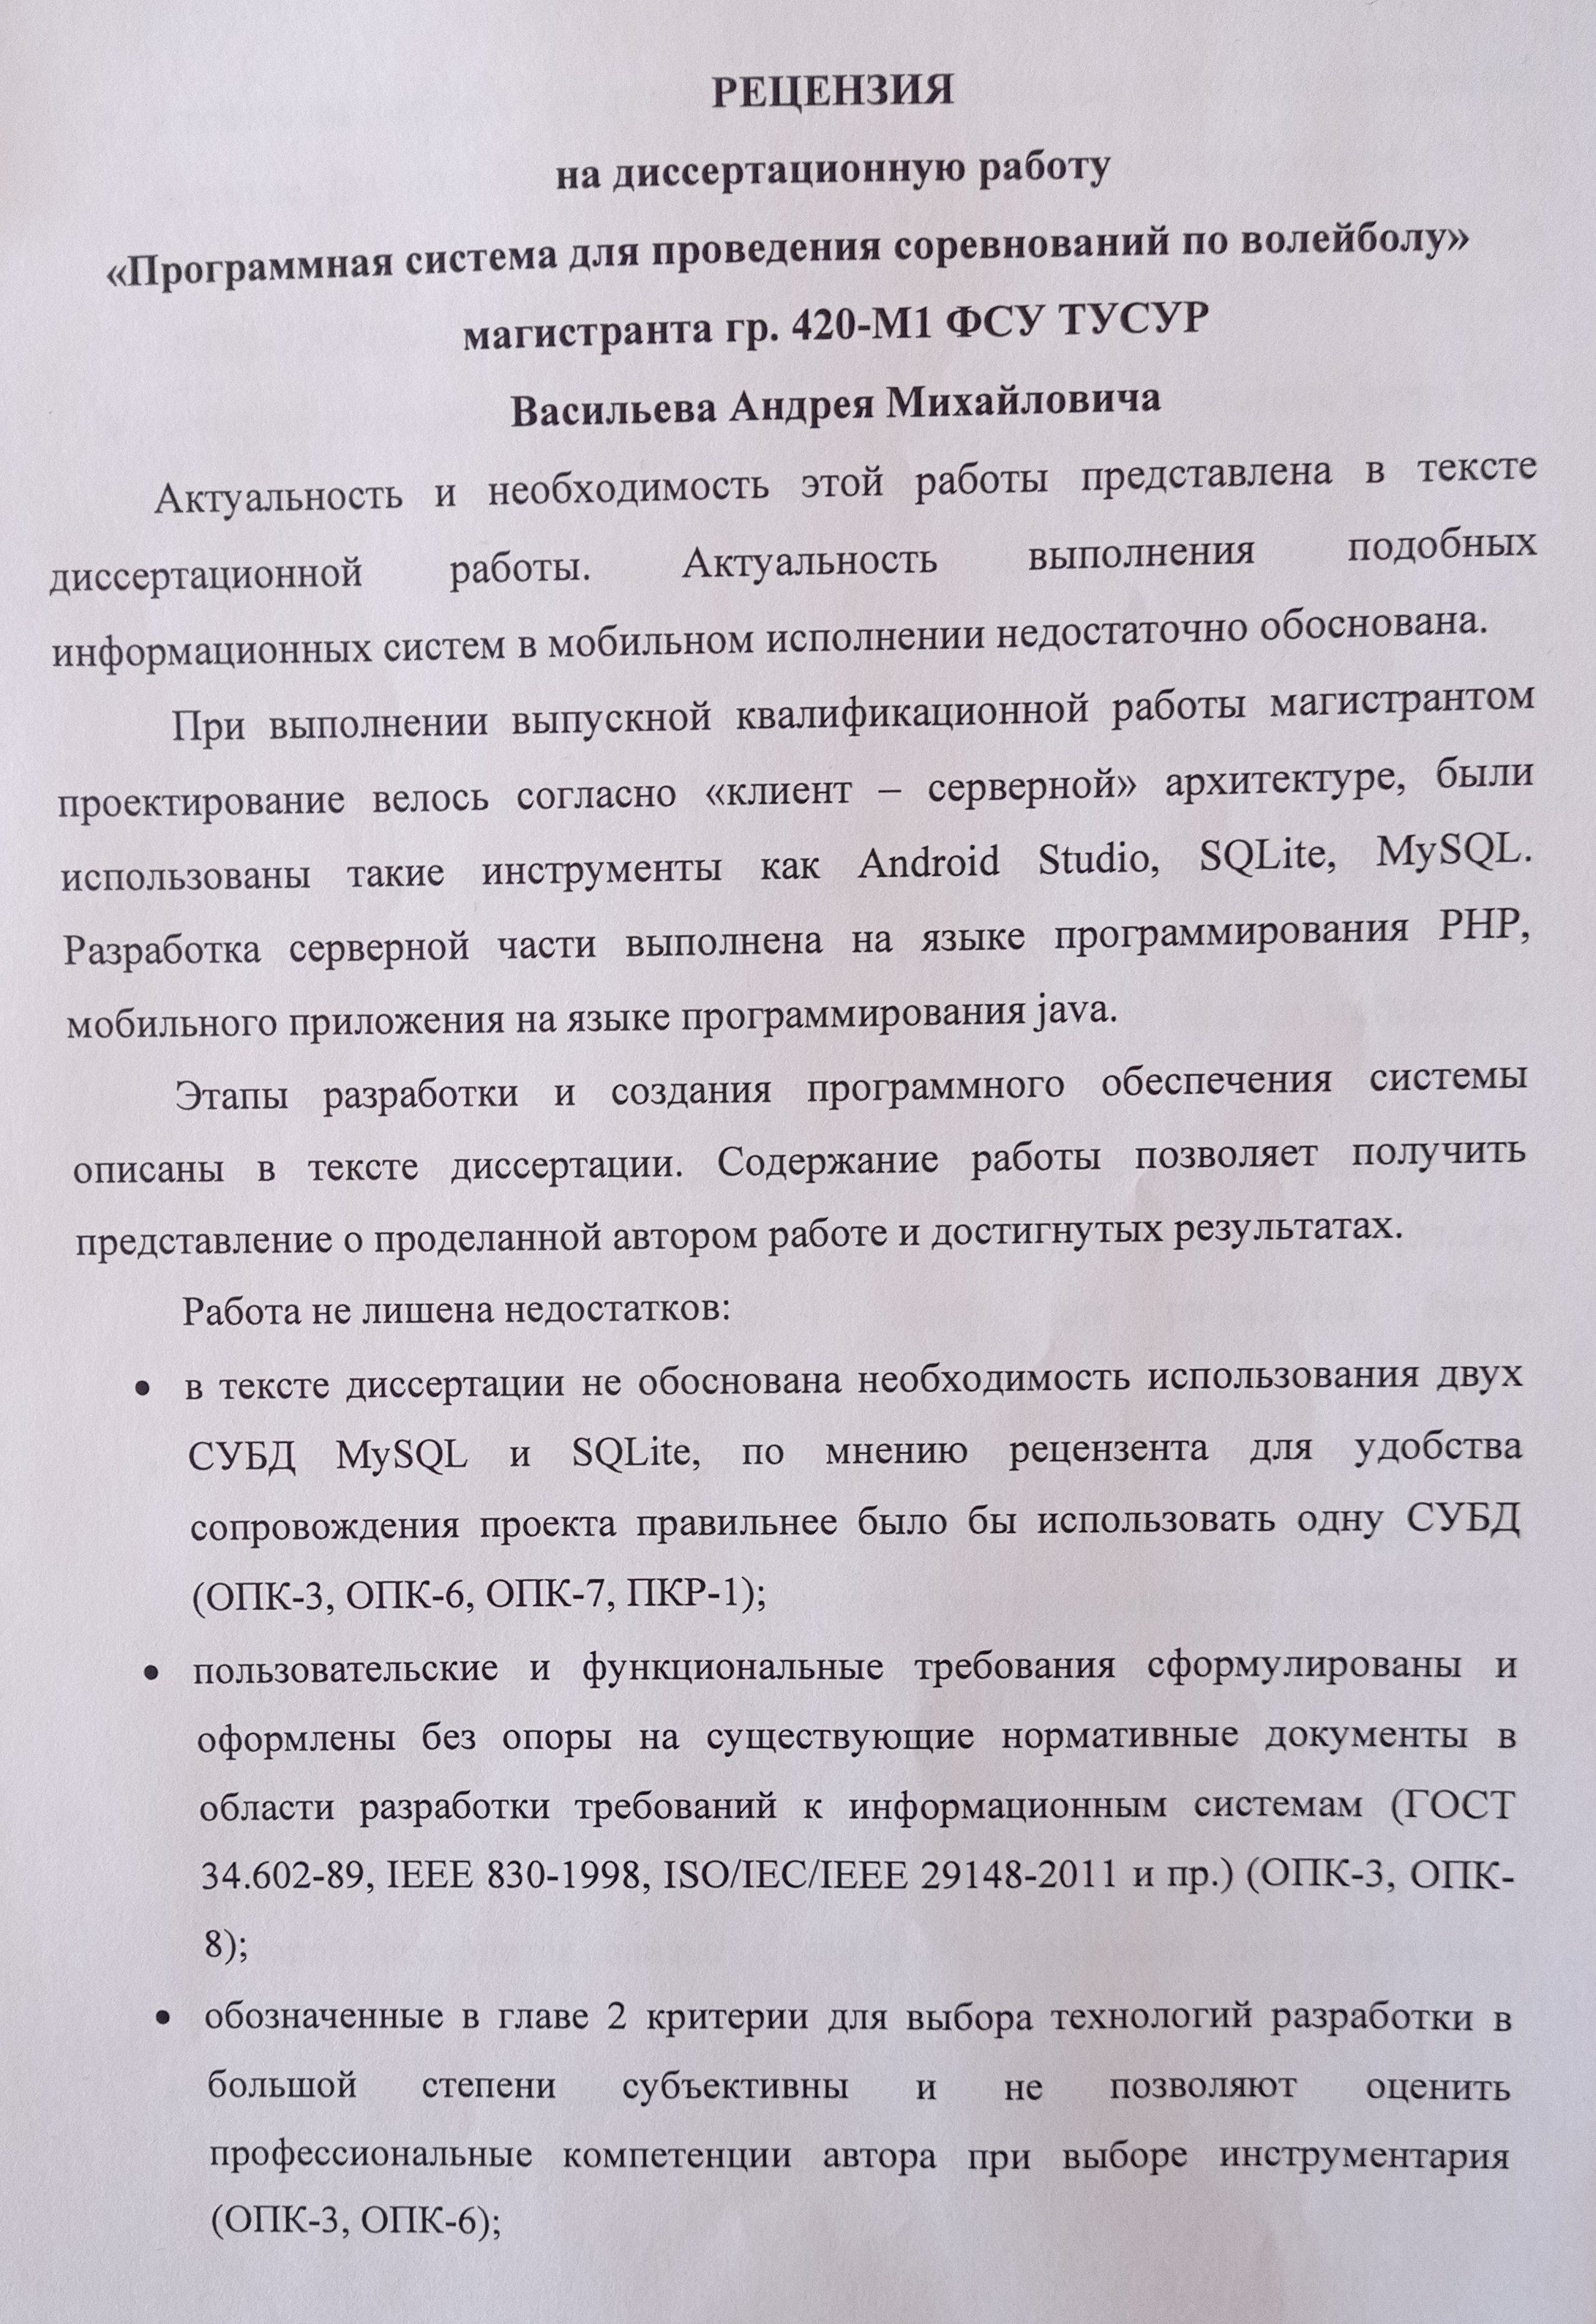 РЕЦЕНЗИЯ
на диссертационную работу
«Программная система для проведения соревнований по волейболу»
магистранта гр. 420-М1 ФСУ ТУСУР
Васильева Андрея Михайловича
Актуальность и необходимость этой работы представлена в тексте
диссертационной работы. Актуальность выполнения подобных
информационных систем в мобильном исполнении недостаточно обоснована.
При выполнении выпускной квалификационной работы магистрантом
проектирование велось согласно «клиент – серверной» архитектуре, были
использованы такие инструменты как Android Studio, SQLite, MySQL.
Разработка серверной части выполнена на языке программирования PHP,
мобильного приложения на языке программирования java.
Этапы разработки и создания программного обеспечения системы
описаны в тексте диссертации. Содержание работы позволяет получить
представление о проделанной автором работе и достигнутых результатах.
Работа не лишена недостатков:
• в тексте диссертации не обоснована необходимость использования двух
СУБД MySQL и SQLite, по мнению рецензента для удобства
сопровождения проекта правильнее было бы использовать одну СУБД
(ОПК-3, ОПК-6, ОПК-7, ПКР-1);
• пользовательские и функциональные требования сформулированы и
оформлены без опоры на существующие нормативные документы в
области разработки требований к информационным системам (ГОСТ
34.602-89, IEEE 830-1998, ISO/IEC/IEEE 29148-2011 и пр.) (ОПК-3, ОПК-
8);
• обозначенные в главе 2 критерии для выбора технологий разработки в
большой степени субъективны и не позволяют оценить
профессиональные компетенции автора при выборе инструментария
(ОПК-3, ОПК-6);